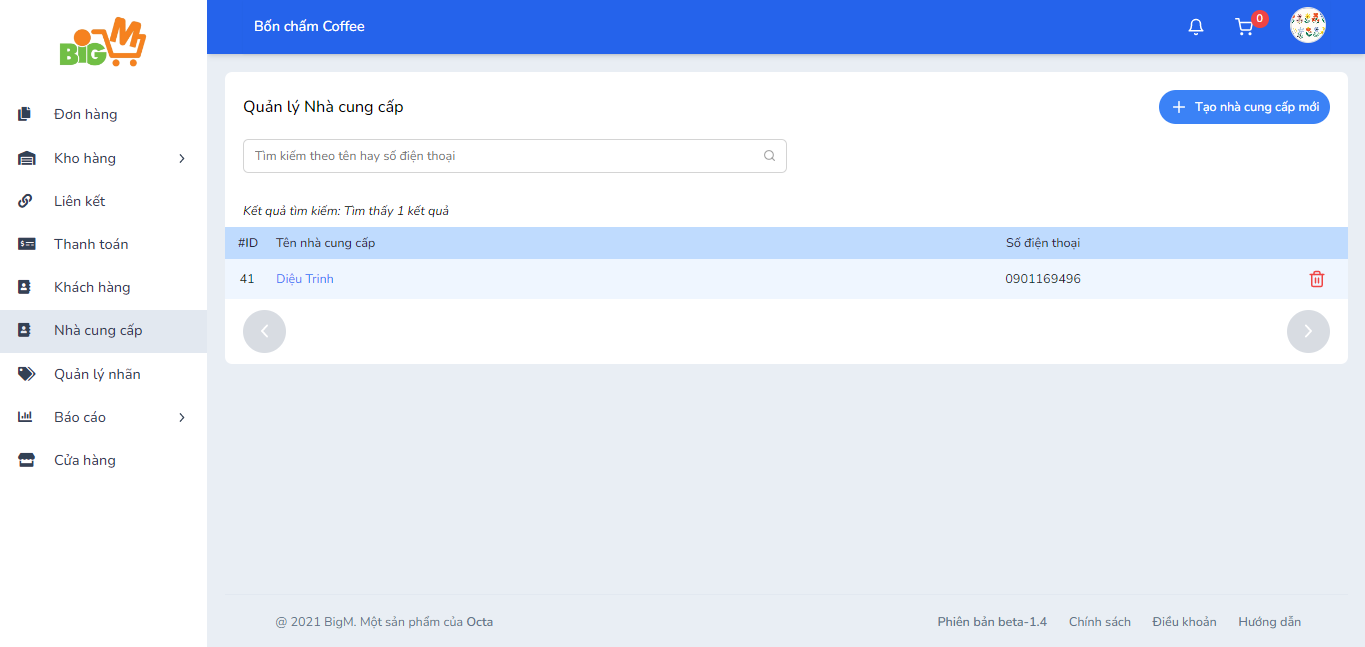 BIG M
Bốn chấm Coffee
0
Đơn hàng
Kho hàng
Liên kết
Thanh toán
Khách hàng
Nhà cung cấp
Quản lý nhãn
Báo cáo
Cửa hàng
Quản lý Nhà cung cấp
Tạo nhà cung cấp mới
Tìm kiếm theo tên hay số điện thoại
Kết quả tìm kiếm: Tìm thấy 1 kết quả
#ID Tên nhà cung cấp Số điện thoại
41 Diệu Trinh 0901169496
@ 2021 BigM. Một sản phẩm của Octa
Phiên bản beta-1.4 Chính sách Điều khoản Hướng dẫn